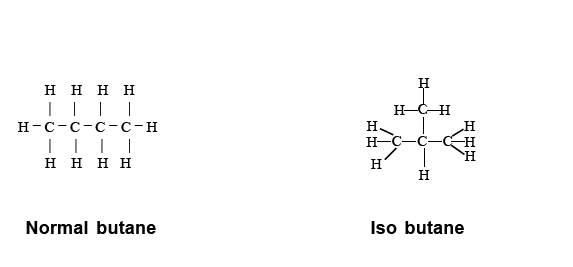 H H H H
H-C-C-C-C-H
H H H H
Normal butane
H
H-C-H
H H
H-C-C-C-H
H H
H
Iso butane